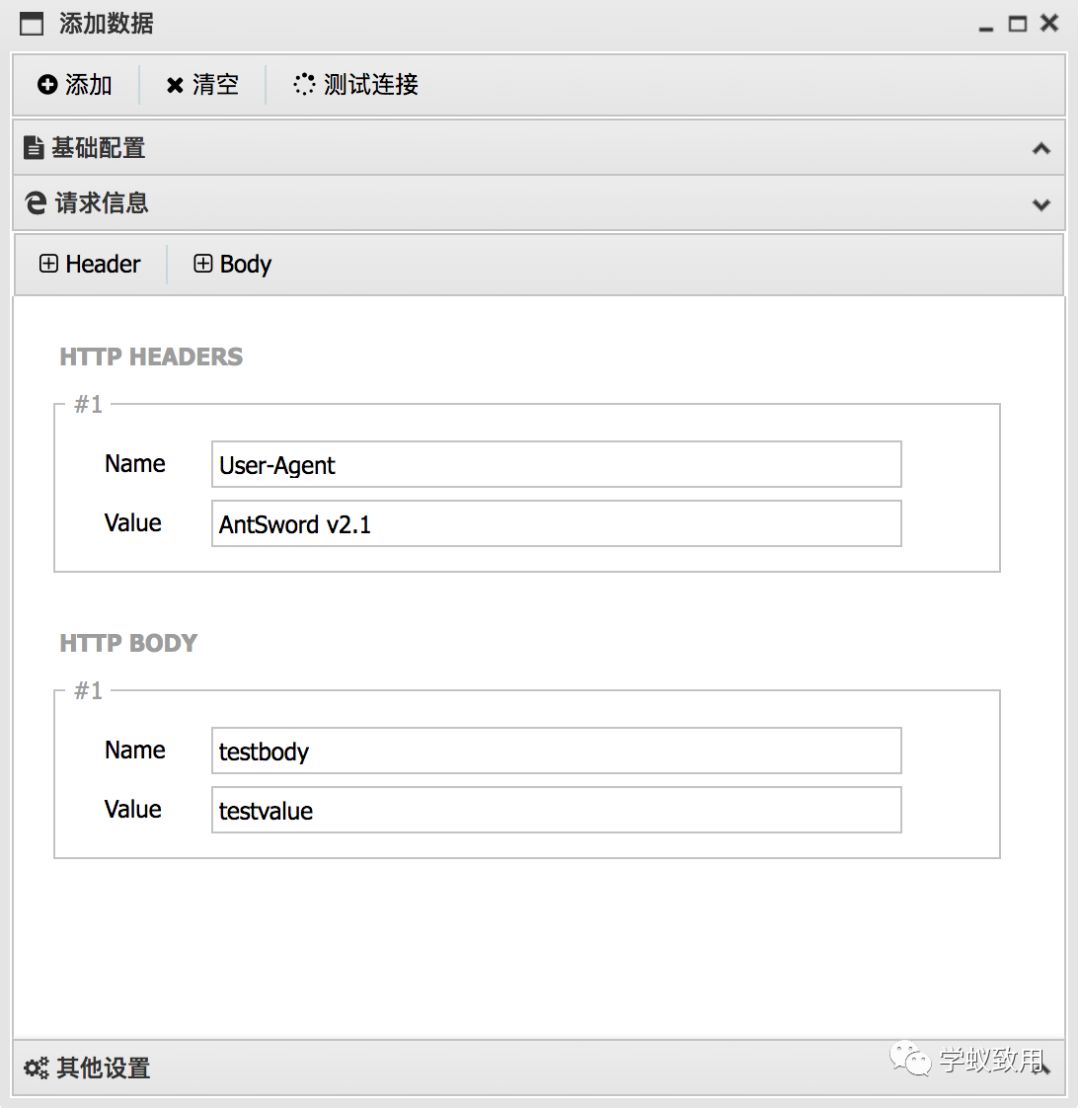 添加数据
添加 清空 测试连接
基础配置
请求信息
Header Body
HTTP HEADERS
#1
Name User-Agent
Value AntSword v2.1
HTTP BODY
#1
Name testbody
Value testvalue
其他设置
学蚁致用